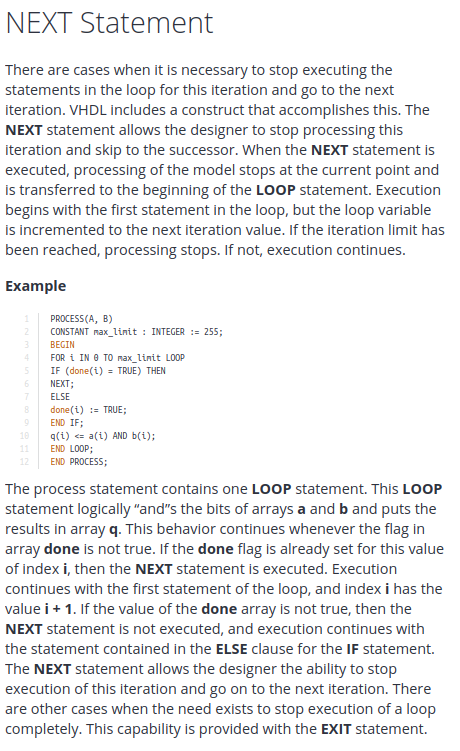 NEXT Statement
There are cases when it is necessary to stop executing the
statements in the loop for this iteration and go to the next
iteration. VHDL includes a construct that accomplishes this. The
NEXT statement allows the designer to stop processing this
iteration and skip to the successor. When the NEXT statement is
executed, processing of the model stops at the current point and
is transferred to the beginning of the LOOP statement. Execution
begins with the first statement in the loop, but the loop variable
is incremented to the next iteration value. If the iteration limit has
been reached, processing stops. If not, execution continues.
Example
1 PROCESS(A, B)
2 CONSTANT max_limit : INTEGER := 255;
3 BEGIN
4 FOR i IN 0 TO max_limit LOOP
5 IF (done(i) = TRUE) THEN
6 NEXT;
7 ELSE
8 done(i) := TRUE;
9 END IF;
10 q(i) <= a(i) AND b(i);
11 END LOOP;
12 END PROCESS;
The process statement contains one LOOP statement. This LOOP
statement logically “and”s the bits of arrays a and b and puts the
results in array q. This behavior continues whenever the flag in
array done is not true. If the done flag is already set for this value
of index i, then the NEXT statement is executed. Execution
continues with the first statement of the loop, and index i has the
value i + 1. If the value of the done array is not true, then the
NEXT statement is not executed, and execution continues with
the statement contained in the ELSE clause for the IF statement.
The NEXT statement allows the designer the ability to stop
execution of this iteration and go on to the next iteration. There
are other cases when the need exists to stop execution of a loop
completely. This capability is provided with the EXIT statement.